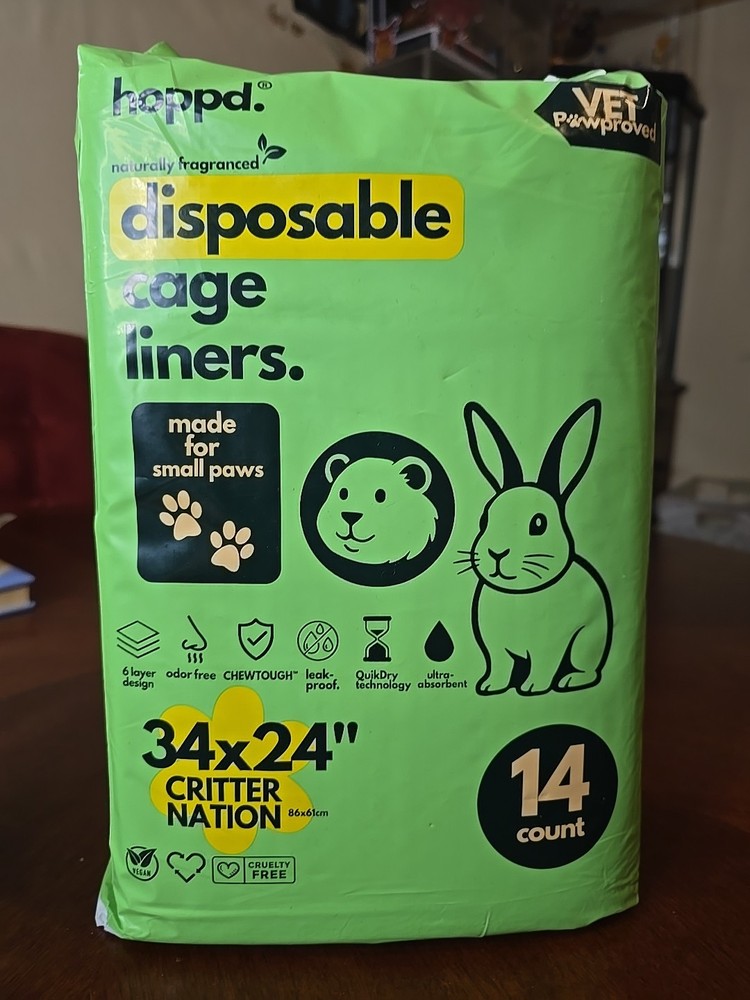 hoppd.®
VET
Pawproved
naturally fragranced
disposable
cage
liners.
made
for
small paws
6 layer
design
odor free
CHEWTOUGH™
leak-
proof.
QuikDry
technology
ultra-
absorbent
34x24"
CRITTER
NATION
86x61cm
14
count
VEGAN
CRUELTY
FREE